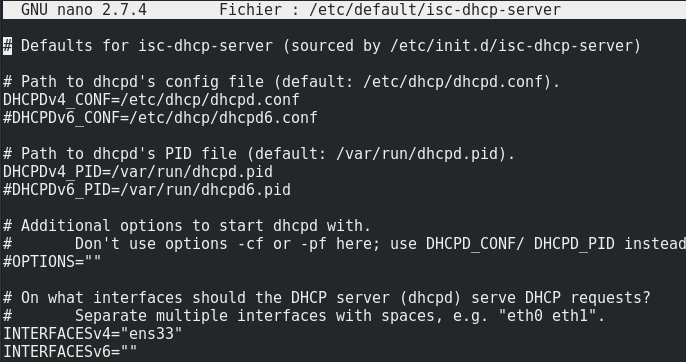 GNU nano 2.7.4        Fichier : /etc/default/isc-dhcp-server
# Defaults for isc-dhcp-server (sourced by /etc/init.d/isc-dhcp-server)
# Path to dhcpd's config file (default: /etc/dhcp/dhcpd.conf).
DHCPDv4_CONF=/etc/dhcp/dhcpd.conf
#DHCPDv6_CONF=/etc/dhcp/dhcpd6.conf
# Path to dhcpd's PID file (default: /var/run/dhcpd.pid).
DHCPDv4_PID=/var/run/dhcpd.pid
#DHCPDv6_PID=/var/run/dhcpd6.pid
# Additional options to start dhcpd with.
#       Don't use options -cf or -pf here; use DHCPD_CONF/ DHCPD_PID instead
#OPTIONS=""
# On what interfaces should the DHCP server (dhcpd) serve DHCP requests?
#       Separate multiple interfaces with spaces, e.g. "eth0 eth1".
INTERFACESv4="ens33"
INTERFACESv6=""